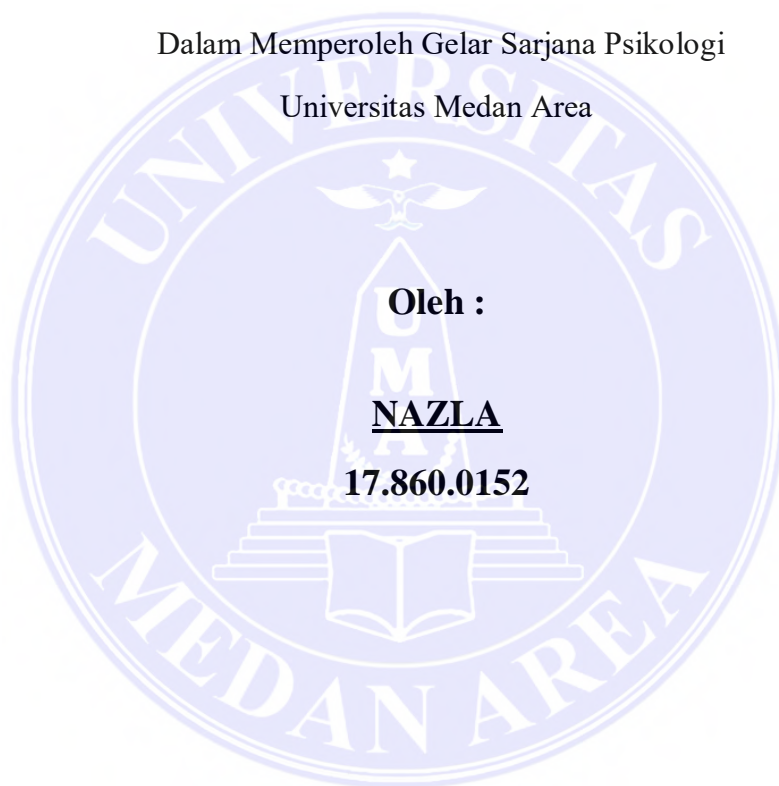 Dalam Memperoleh Gelar Sarjana Psikologi
Universitas Medan Area
UNIVERSITAS
Oleh :
U
M
A
NAZLA
17.860.0152
MEDAN AREA